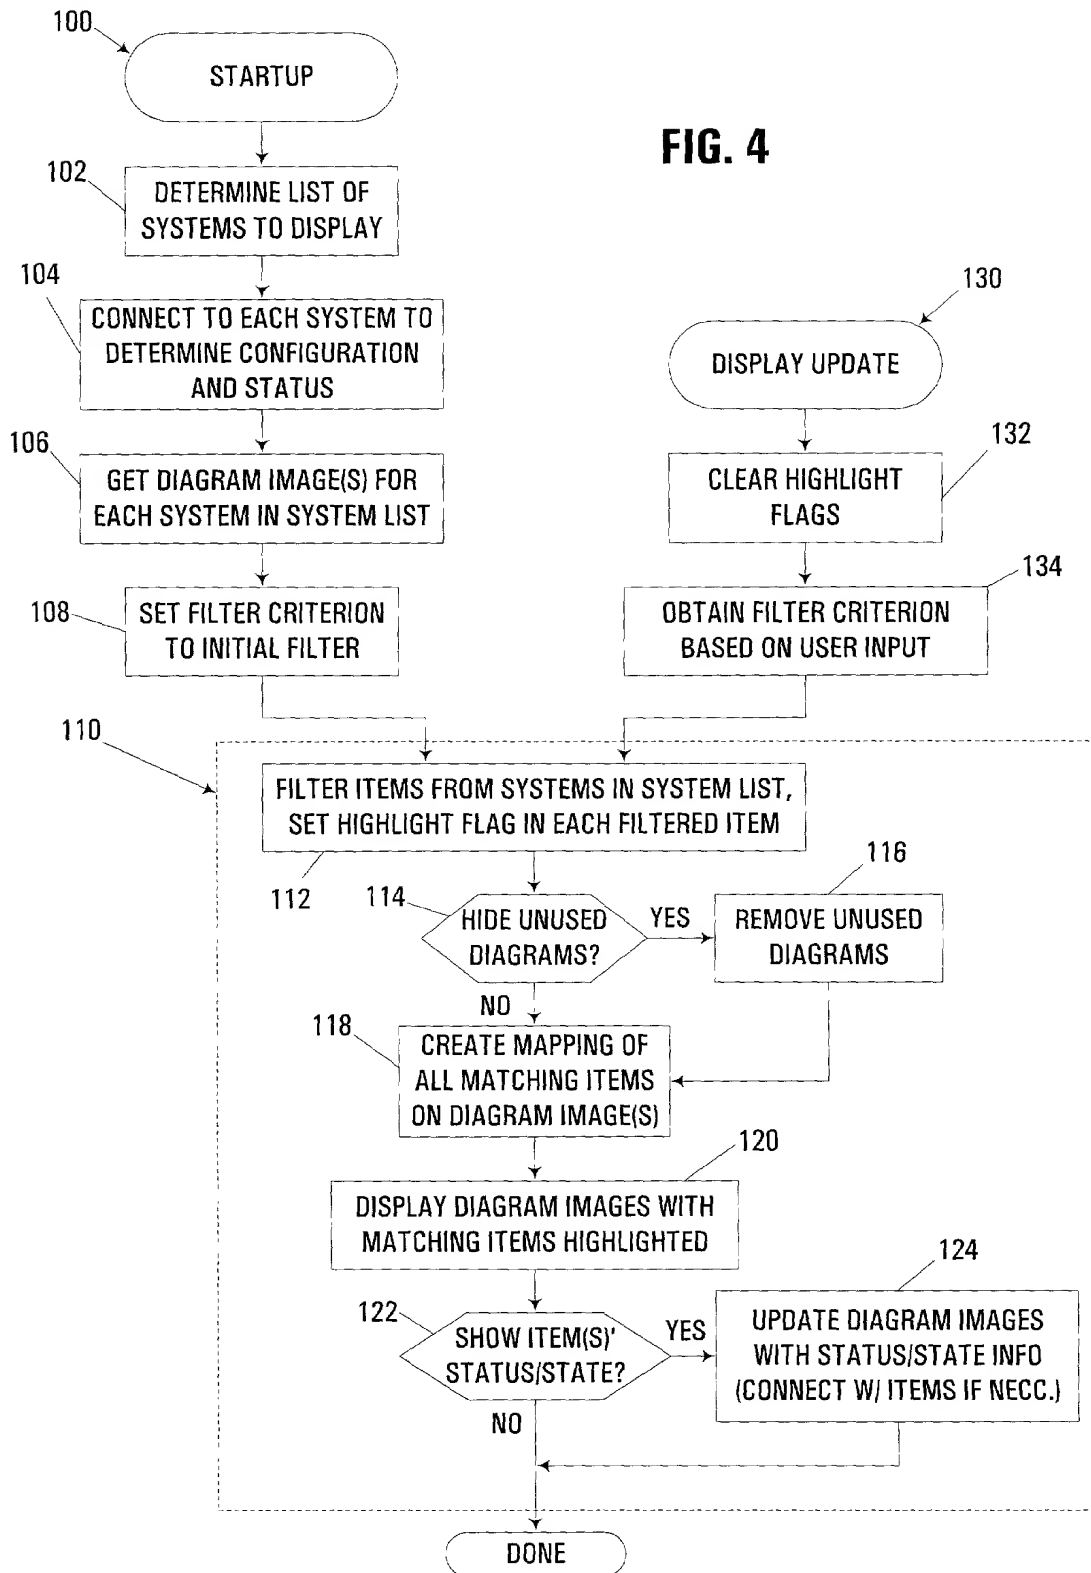 100
STARTUP
FIG. 4
102
DETERMINE LIST OF
SYSTEMS TO DISPLAY
104
CONNECT TO EACH SYSTEM TO
DETERMINE CONFIGURATION
AND STATUS
106
GET DIAGRAM IMAGE(S) FOR
EACH SYSTEM IN SYSTEM LIST
108
SET FILTER CRITERION
TO INITIAL FILTER
130
DISPLAY UPDATE
132
CLEAR HIGHLIGHT
FLAGS
134
OBTAIN FILTER CRITERION
BASED ON USER INPUT
110
FILTER ITEMS FROM SYSTEMS IN SYSTEM LIST,
SET HIGHLIGHT FLAG IN EACH FILTERED ITEM
112
114
HIDE UNUSED
DIAGRAMS?
YES
116
REMOVE UNUSED
DIAGRAMS
NO
118
CREATE MAPPING OF
ALL MATCHING ITEMS
ON DIAGRAM IMAGE(S)
120
DISPLAY DIAGRAM IMAGES WITH
MATCHING ITEMS HIGHLIGHTED
122
SHOW ITEM(S)'
STATUS/STATE?
YES
124
UPDATE DIAGRAM IMAGES
WITH STATUS/STATE INFO
(CONNECT W/ ITEMS IF NECC.)
NO
DONE